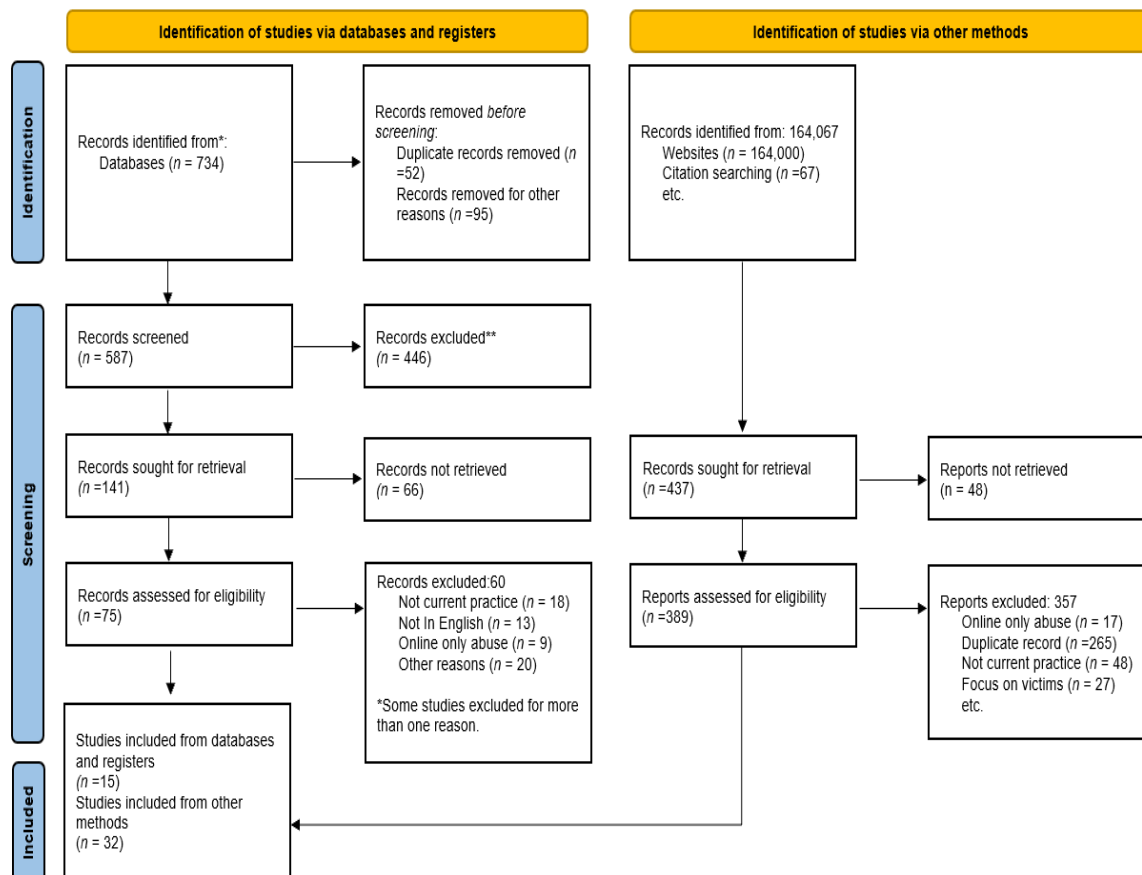 Identification of studies via databases and registers
Identification of studies via other methods
Identification
Records identified from*:
Databases (n = 734)
Records removed before
screening:
Duplicate records removed (n
=52)
Records removed for other
reasons (n =95)
Records identified from: 164,067
Websites (n = 164,000)
Citation searching (n =67)
etc.
Screening
Records screened
(n = 587)
Records excluded**
(n = 446)
Records sought for retrieval
(n =141)
Records not retrieved
(n = 66)
Records sought for retrieval
(n =437)
Reports not retrieved
(n = 48)
Records assessed for eligibility
(n =75)
Records excluded:60
Not current practice (n = 18)
Not In English (n = 13)
Online only abuse (n = 9)
Other reasons (n = 20)
*Some studies excluded for more
than one reason.
Reports assessed for eligibility
(n =389)
Reports excluded: 357
Online only abuse (n = 17)
Duplicate record (n =265)
Not current practice (n = 48)
Focus on victims (n = 27)
etc.
Included
Studies included from databases
and registers
(n =15)
Studies included from other
methods
(n = 32)